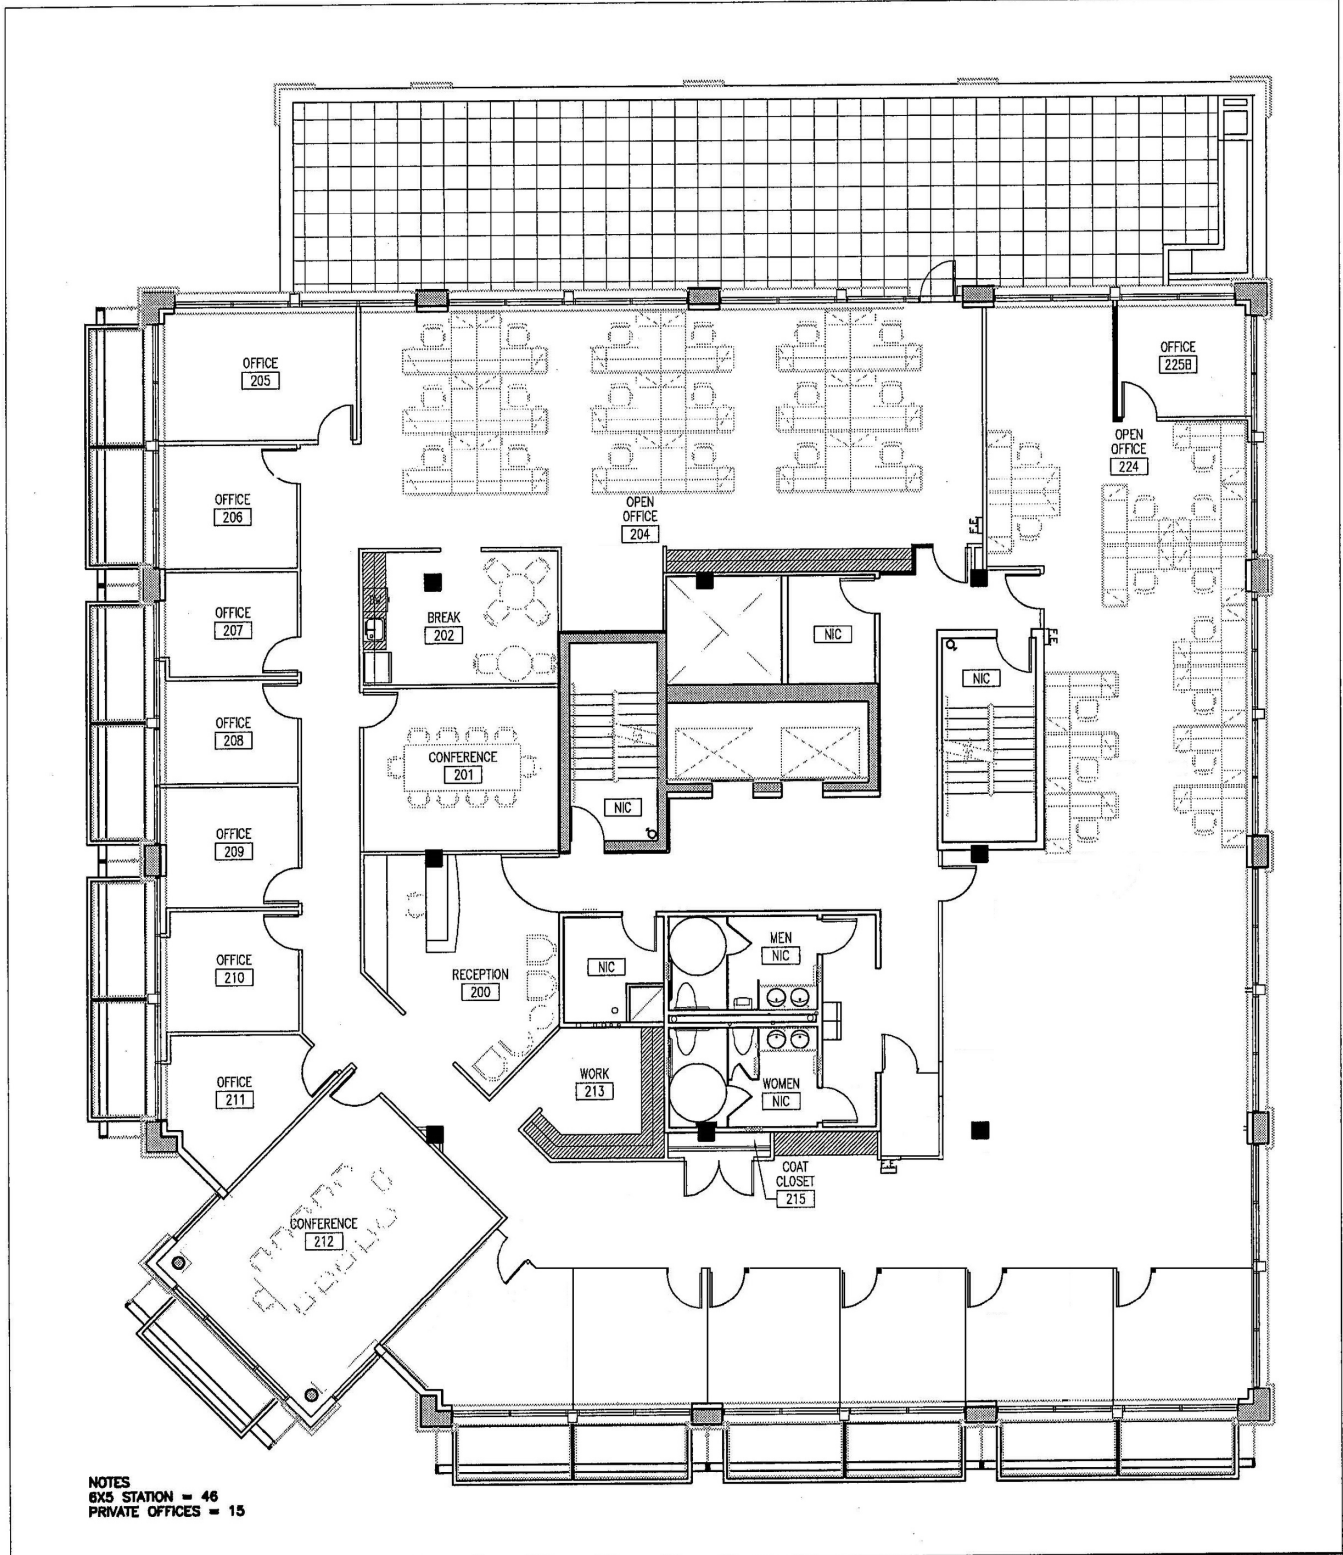 OFFICE
205
OFFICE
225B
OPEN
OFFICE
224
OFFICE
206
OPEN
OFFICE
204
F.E.
OFFICE
207
BREAK
202
NIC
F.E.
NIC
OFFICE
208
CONFERENCE
201
NIC
OFFICE
209
MEN
NIC
OFFICE
210
RECEPTION
200
NIC
WORK
213
WOMEN
NIC
OFFICE
211
F.E.
COAT
CLOSET
215
CONFERENCE
212
NOTES
6X5 STATION = 46
PRIVATE OFFICES = 15